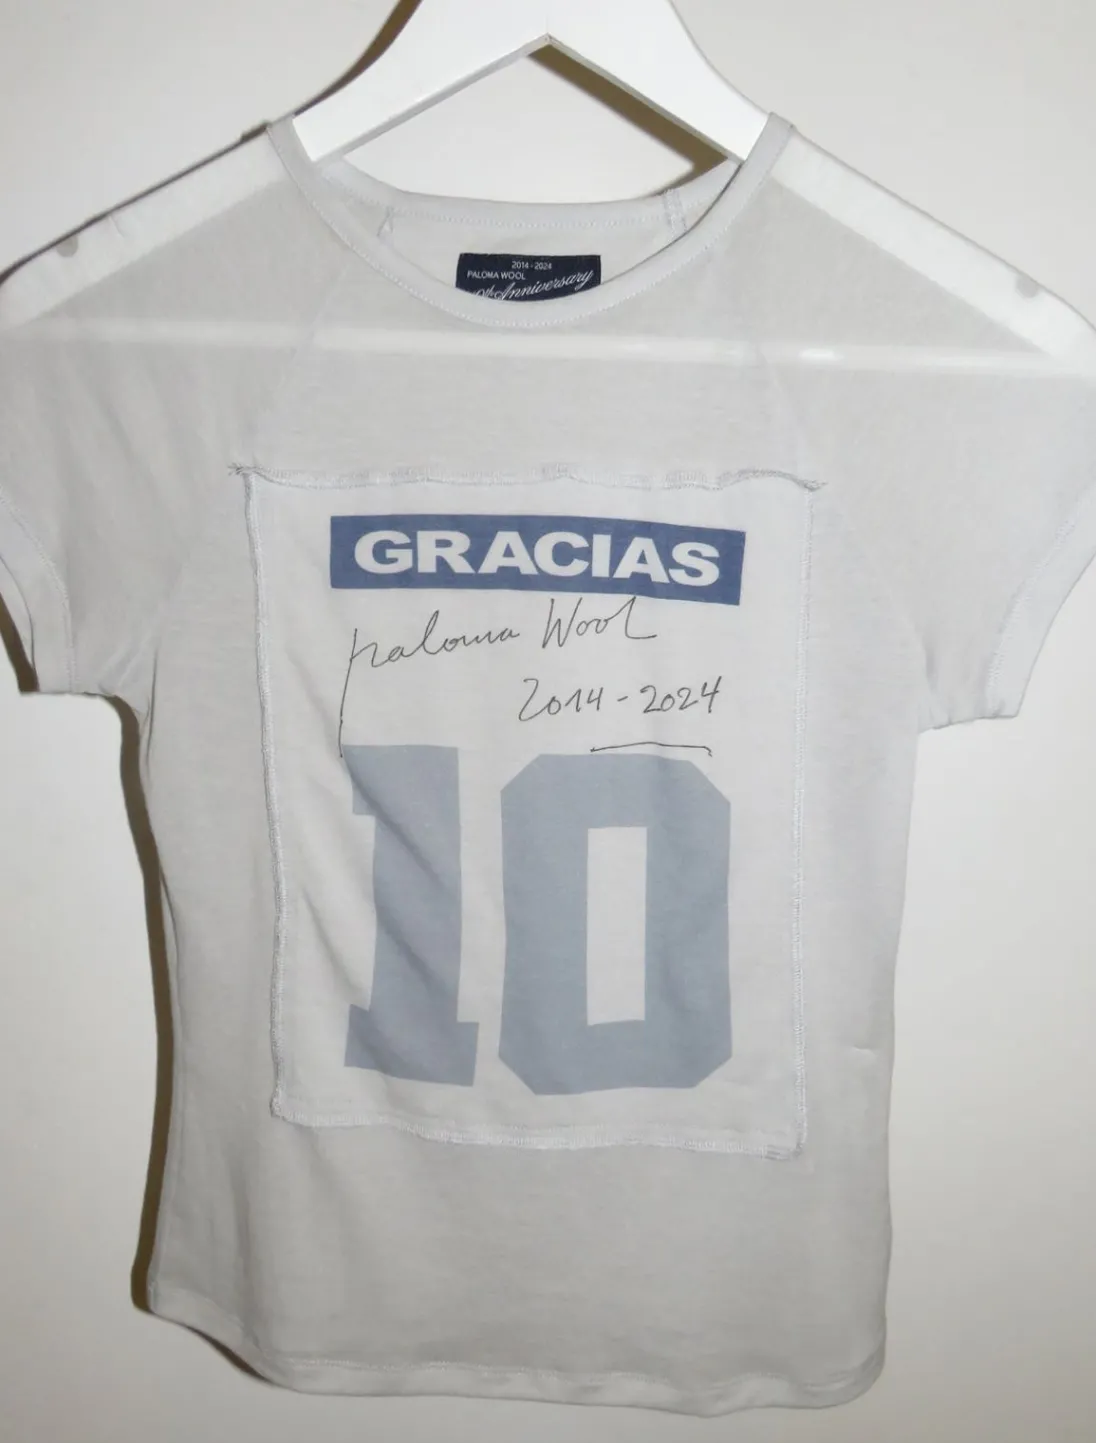 2014 - 2024
PALOMA WOOL
Anniversary
GRACIAS
paloma Wool
2014 - 2024
10